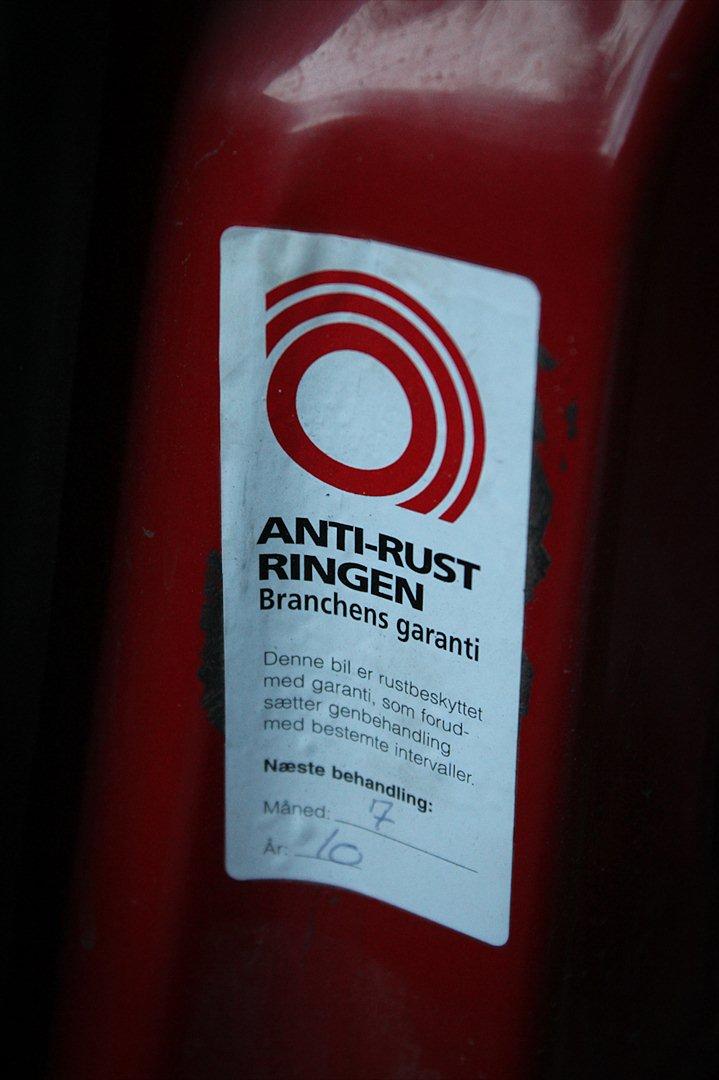 ANTI-RUST
RINGEN
Branchens garanti
Denne bil er rustbeskyttet
med garanti, som forud-
sætter genbehandling
med bestemte intervaller.
Næste behandling:
Måned: 7
År: 10